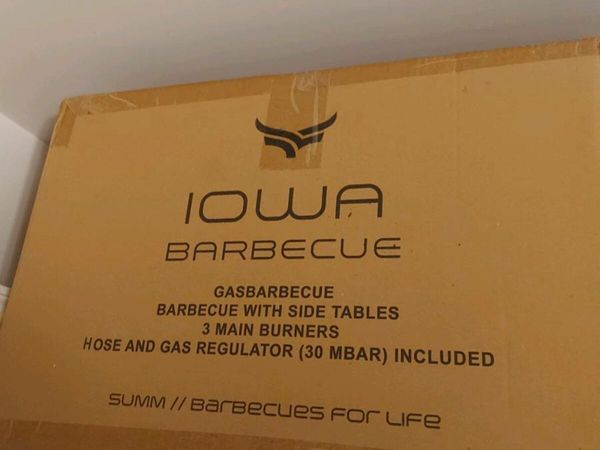 IOWA
BARBECUE
GASBARBECUE
BARBECUE WITH SIDE TABLES
3 MAIN BURNERS
HOSE AND GAS REGULATOR (30 MBAR) INCLUDED
SUMM // BARBECUES FOR LIFE